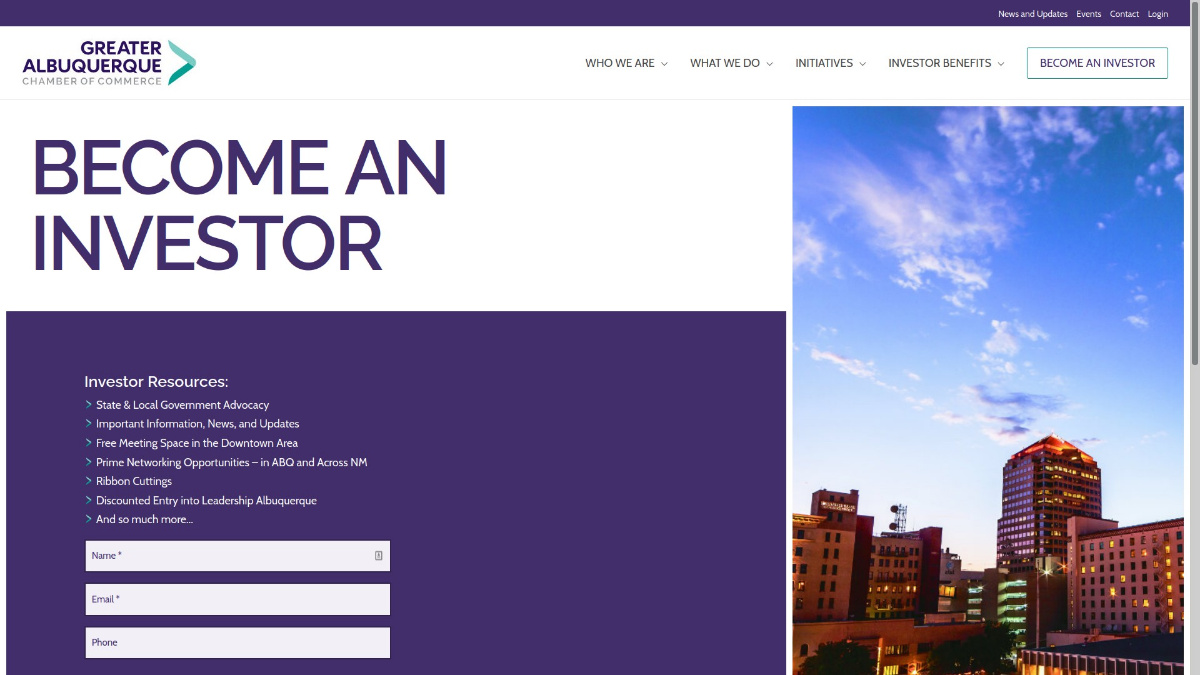 News and Updates Events Contact Login
GREATER
ALBUQUERQUE
CHAMBER OF COMMERCE
WHO WE ARE WHAT WE DO INITIATIVES INVESTOR BENEFITS BECOME AN INVESTOR
BECOME AN
INVESTOR
Investor Resources:
State & Local Government Advocacy
Important Information, News, and Updates
Free Meeting Space in the Downtown Area
Prime Networking Opportunities – in ABQ and Across NM
Ribbon Cuttings
Discounted Entry into Leadership Albuquerque
And so much more...
Name *
Email *
Phone